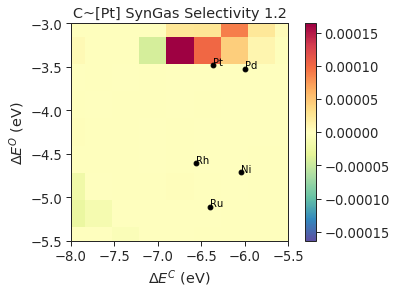 C~[Pt] SynGas Selectivity 1.2
−3.0
−3.5
−4.0
−4.5
−5.0
−5.5
−8.0 −7.5 −7.0 −6.5 −6.0 −5.5
ΔE^O (eV)
ΔE^C (eV)
Pt
Pd
Rh
Ni
Ru
0.00015
0.00010
0.00005
0.00000
−0.00005
−0.00010
−0.00015